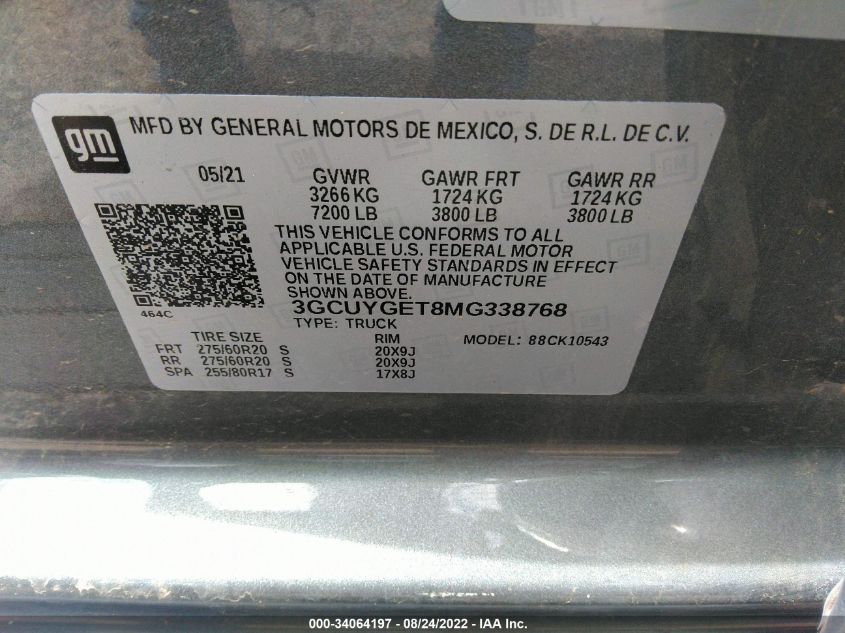 gm MFD BY GENERAL MOTORS DE MEXICO, S. DE R.L. DE C.V.
05/21 GVWR GAWR FRT GAWR RR
3266 KG 1724 KG 1724 KG
7200 LB 3800 LB 3800 LB
THIS VEHICLE CONFORMS TO ALL
APPLICABLE U.S. FEDERAL MOTOR
VEHICLE SAFETY STANDARDS IN EFFECT
ON THE DATE OF MANUFACTURE
SHOWN ABOVE.
464C 3GCUYGET8MG338768
TYPE: TRUCK
TIRE SIZE RIM MODEL: 88CK10543
FRT 275/60R20 S 20X9J
RR 275/60R20 S 20X9J
SPA 255/80R17 S 17X8J
000-34064197 - 08/24/2022 - IAA Inc.